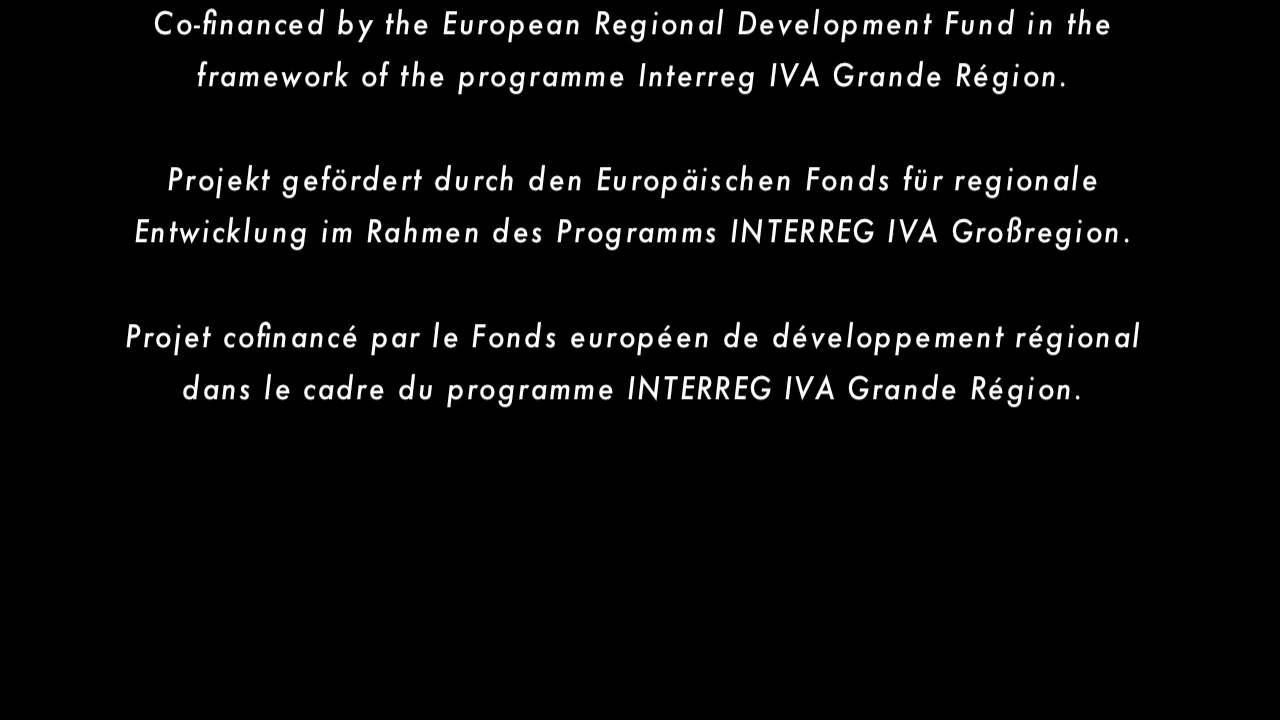 Co-financed by the European Regional Development Fund in the
framework of the programme Interreg IVA Grande Région.
Projekt gefördert durch den Europäischen Fonds für regionale
Entwicklung im Rahmen des Programms INTERREG IVA Großregion.
Projet cofinancé par le Fonds européen de développement régional
dans le cadre du programme INTERREG IVA Grande Région.